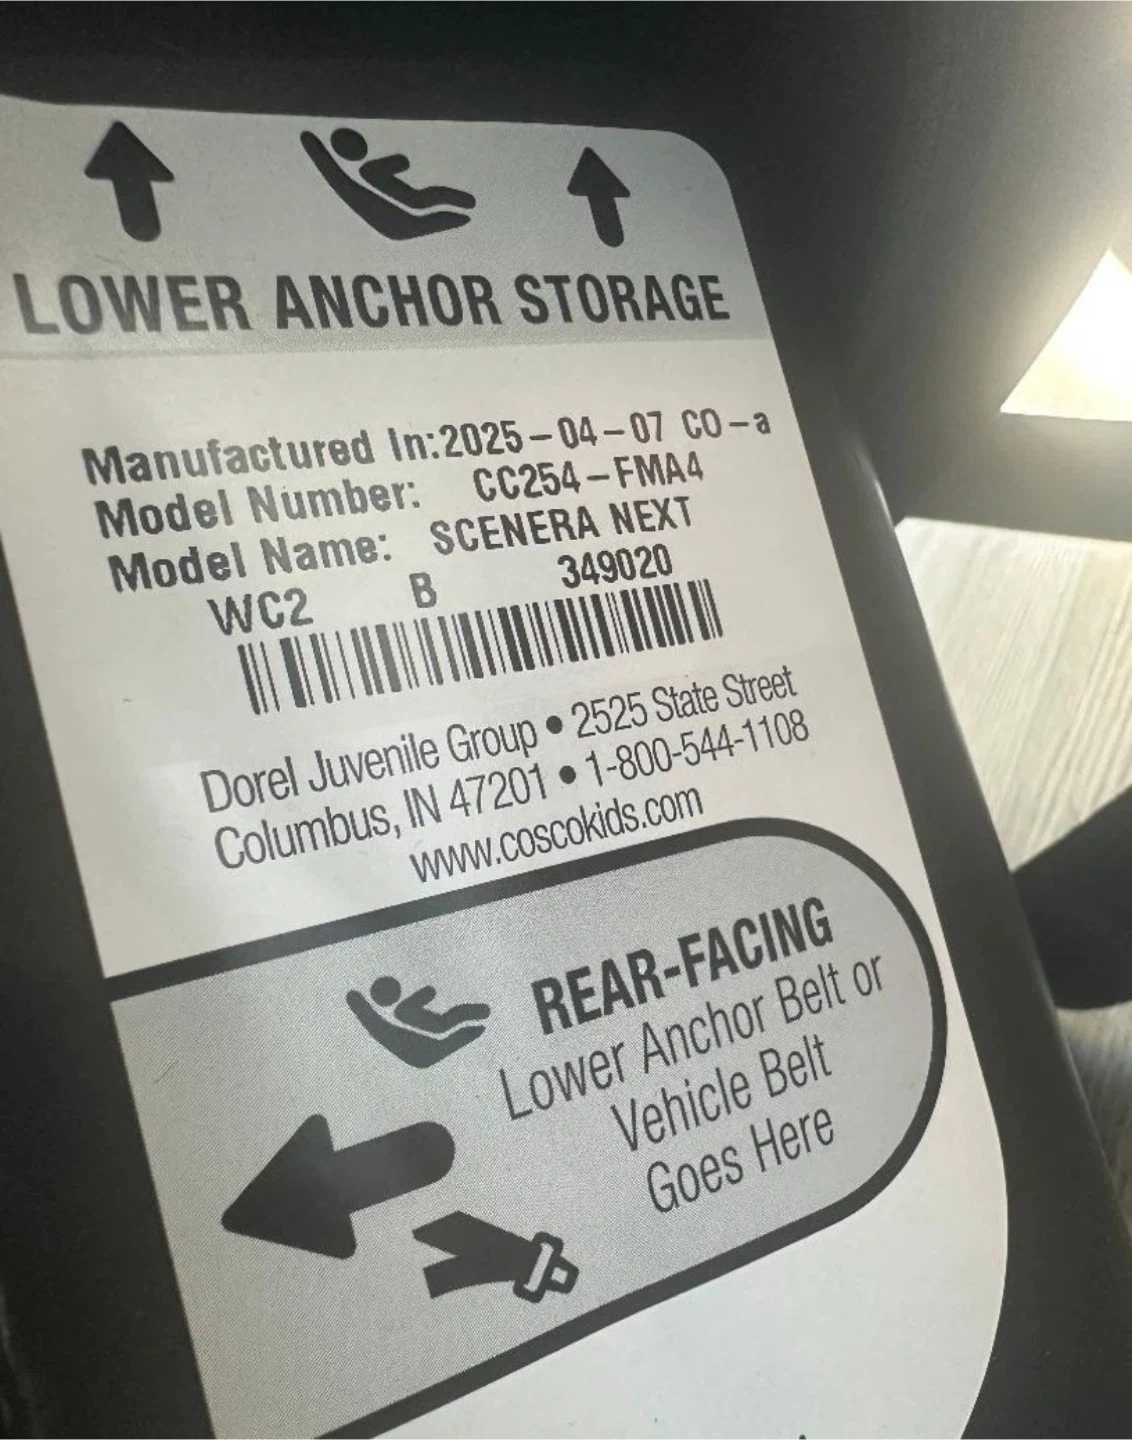 LOWER ANCHOR STORAGE
Manufactured In:2025-04-07 CO-a
Model Number: CC254-FMA4
Model Name: SCENERA NEXT
WC2 B 349020
Dorel Juvenile Group • 2525 State Street
Columbus, IN 47201 • 1-800-544-1108
www.coscokids.com
REAR-FACING
Lower Anchor Belt or
Vehicle Belt
Goes Here